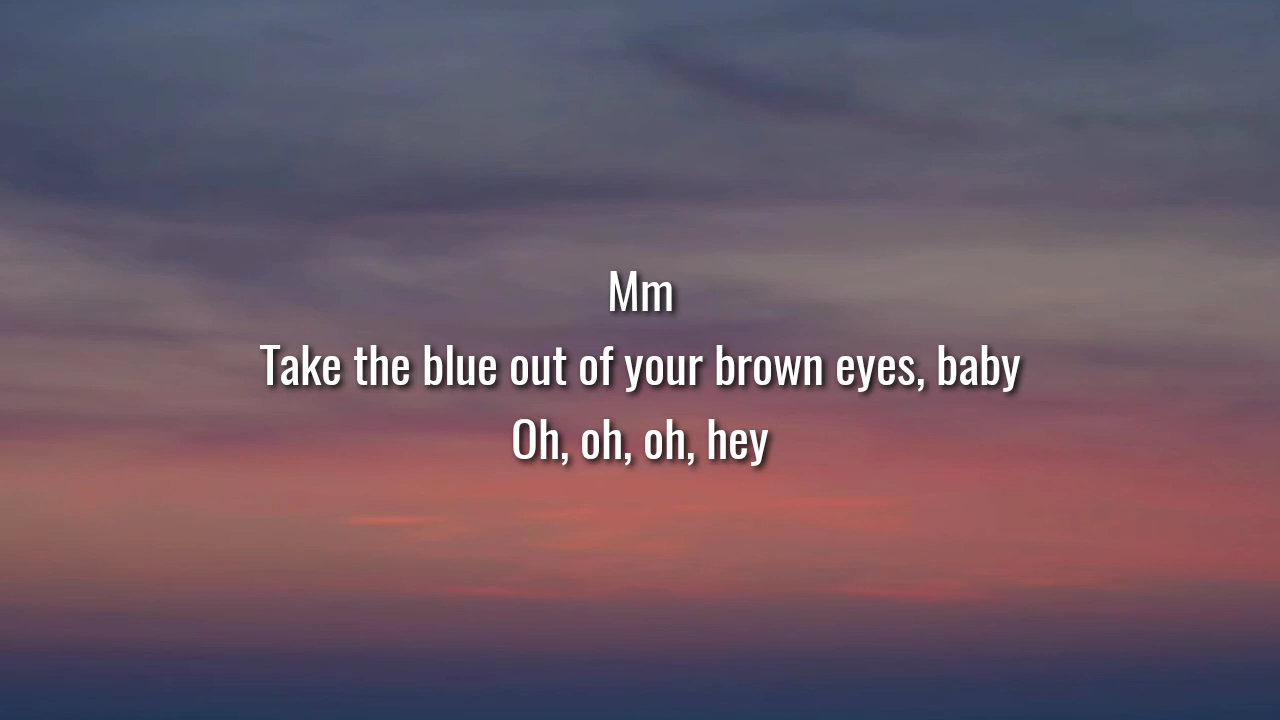 Mm
Take the blue out of your brown eyes, baby
Oh, oh, oh, hey